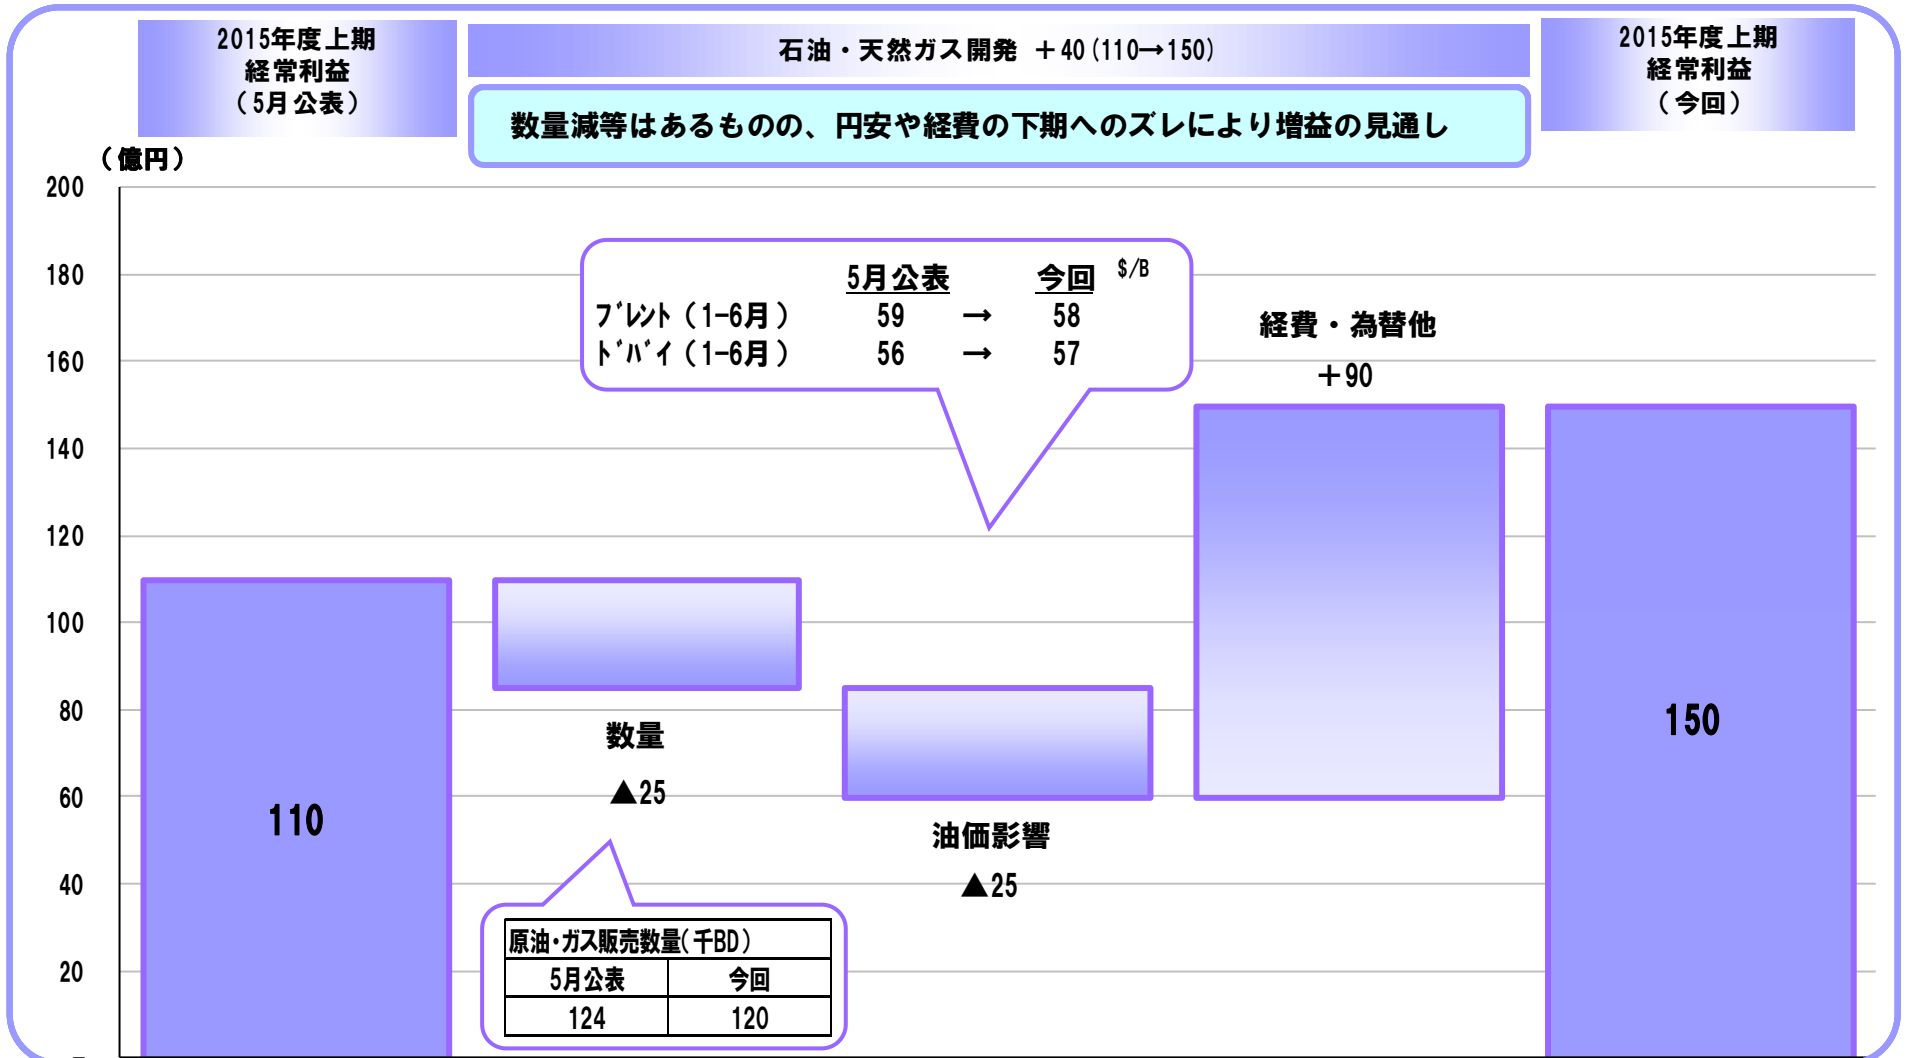 2015年度上期
経常利益
（5月公表）
石油・天然ガス開発 ＋40(110→150)
2015年度上期
経常利益
（今回）
数量減等はあるものの、円安や経費の下期へのズレにより増益の見通し
（億円）
200
180
160
140
120
100
80
60
40
20
5月公表 今回 $/B
ﾌﾞﾚﾝﾄ（1-6月） 59 → 58
ﾄﾞﾊﾞｲ（1-6月） 56 → 57
経費・為替他
＋90
110
数量
▲25
油価影響
▲25
150
原油・ガス販売数量(千BD)
5月公表 今回
124 120